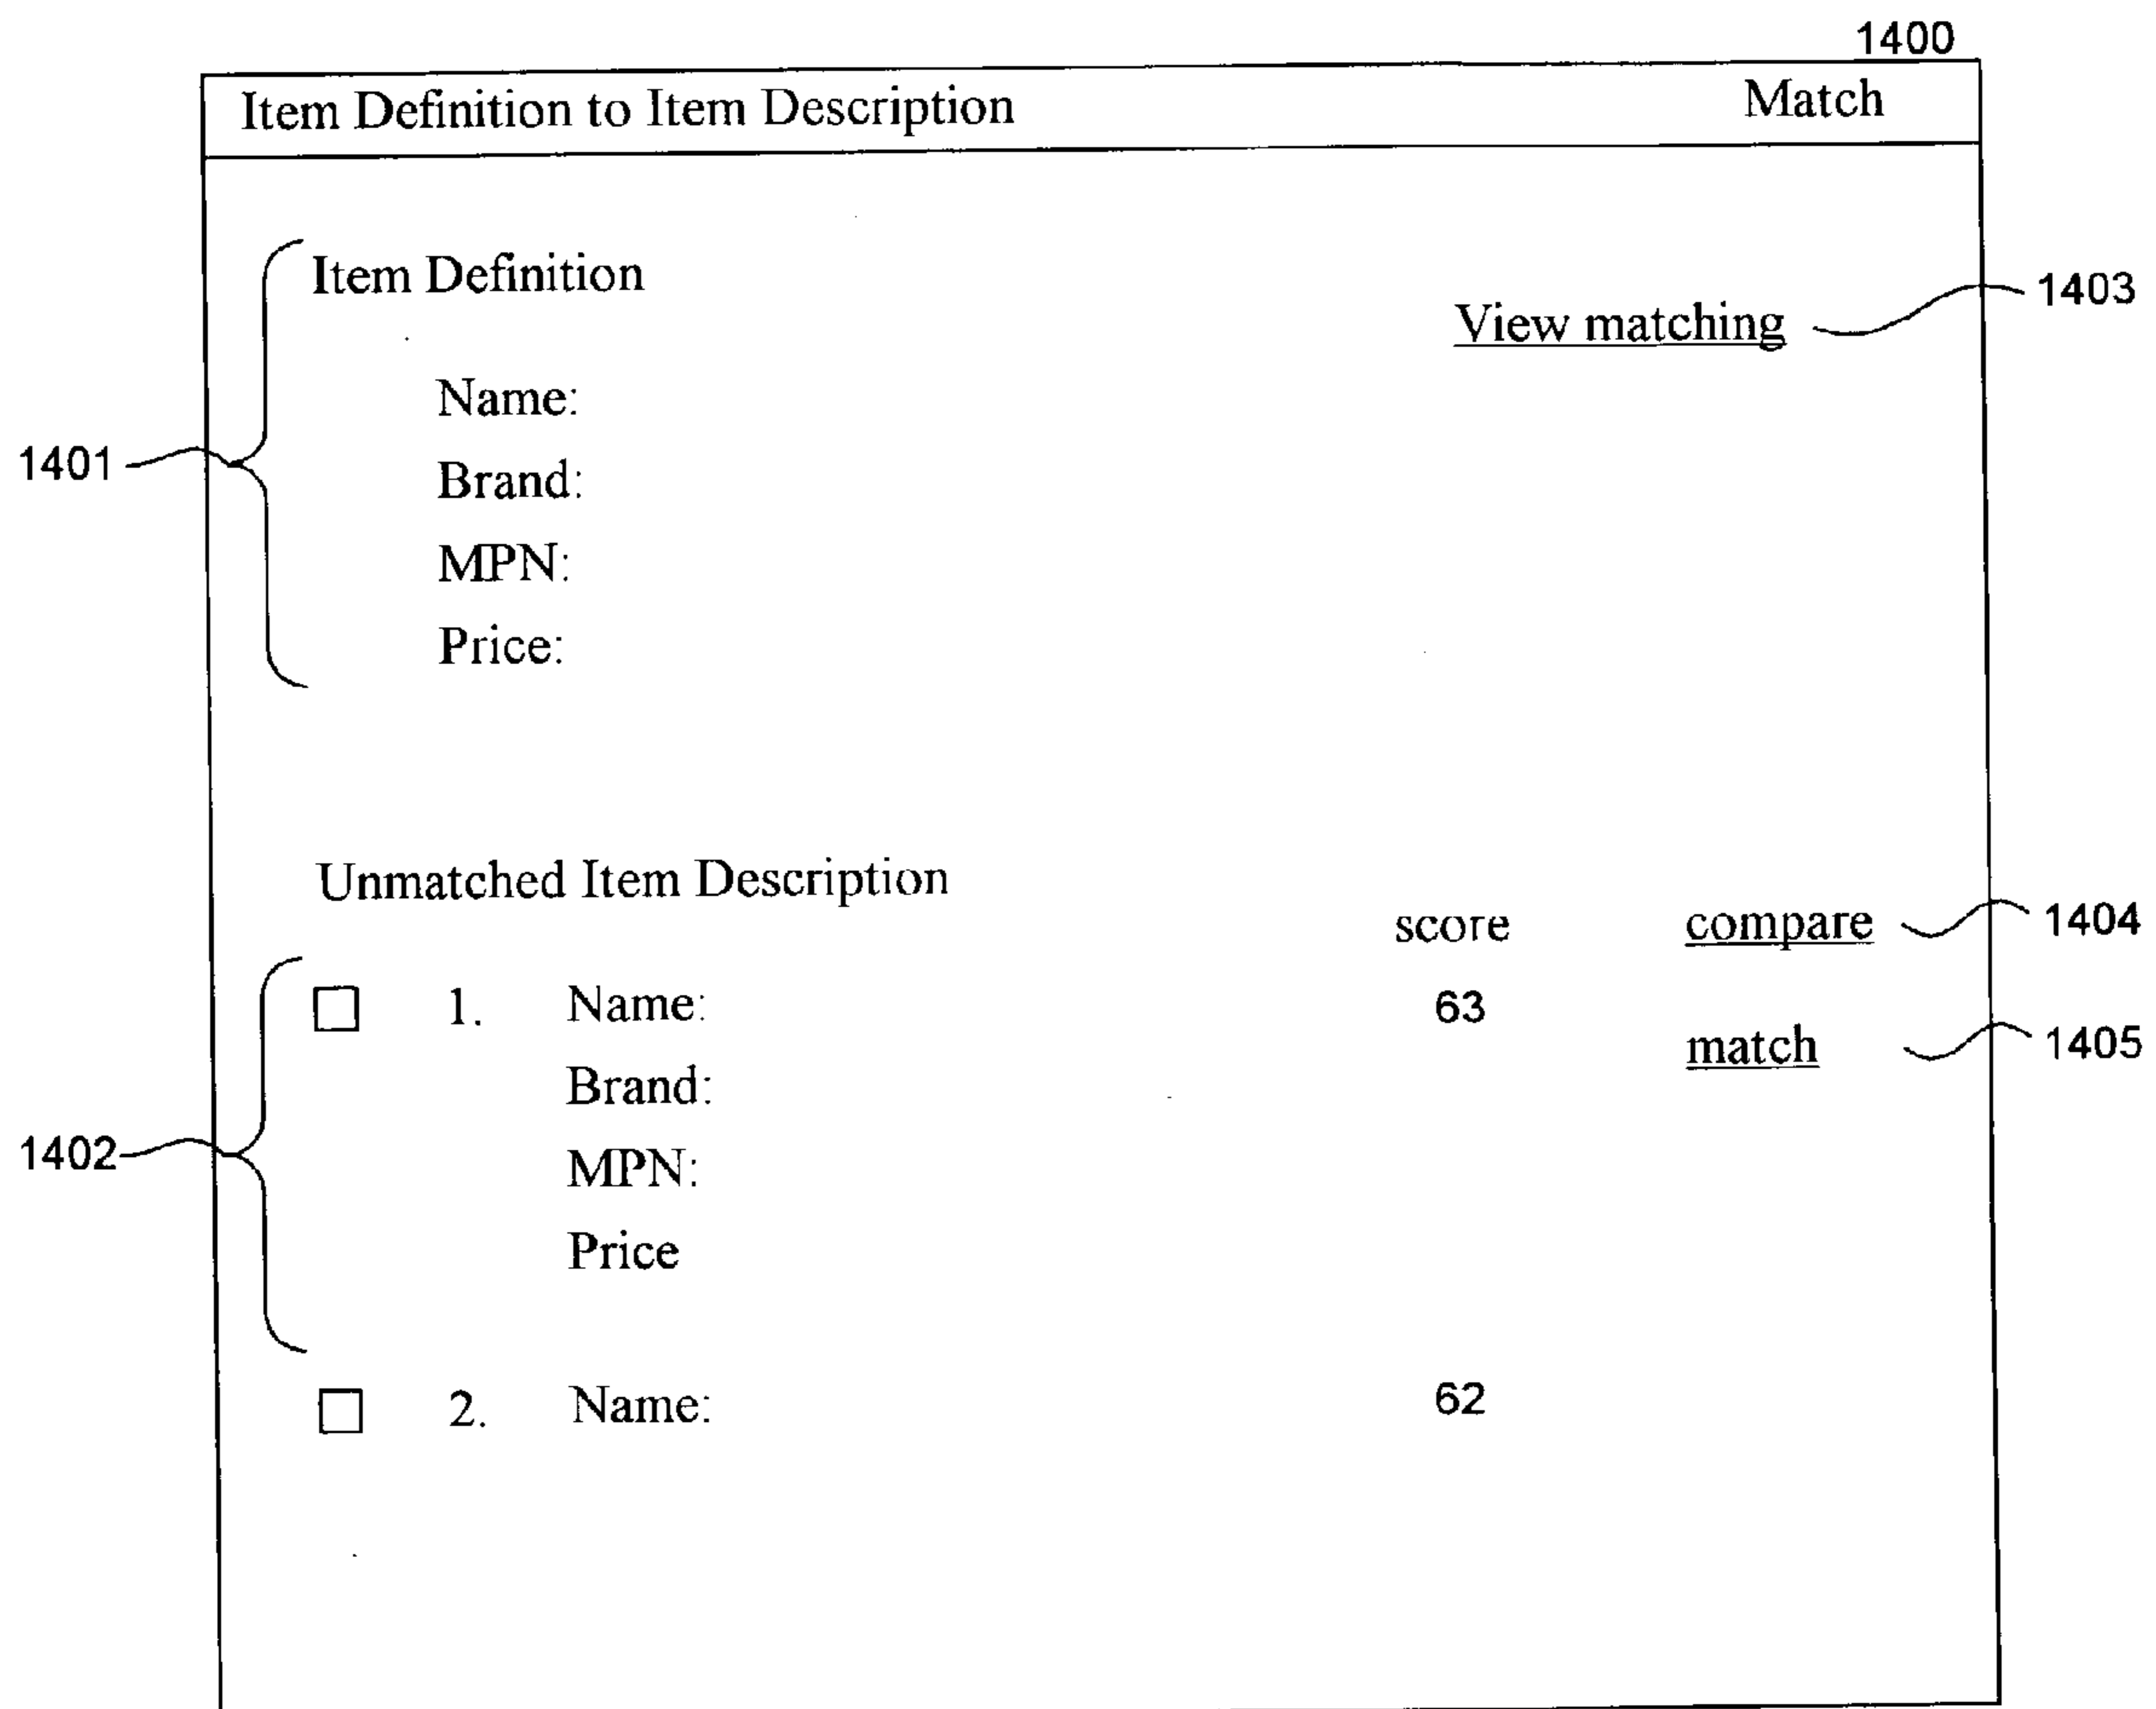 1400
Item Definition to Item Description Match
Item Definition
View matching 1403
Name:
1401 Brand:
MPN:
Price:
Unmatched Item Description
score compare 1404
1. Name: 63
match 1405
Brand:
1402 MPN:
Price
2. Name: 62